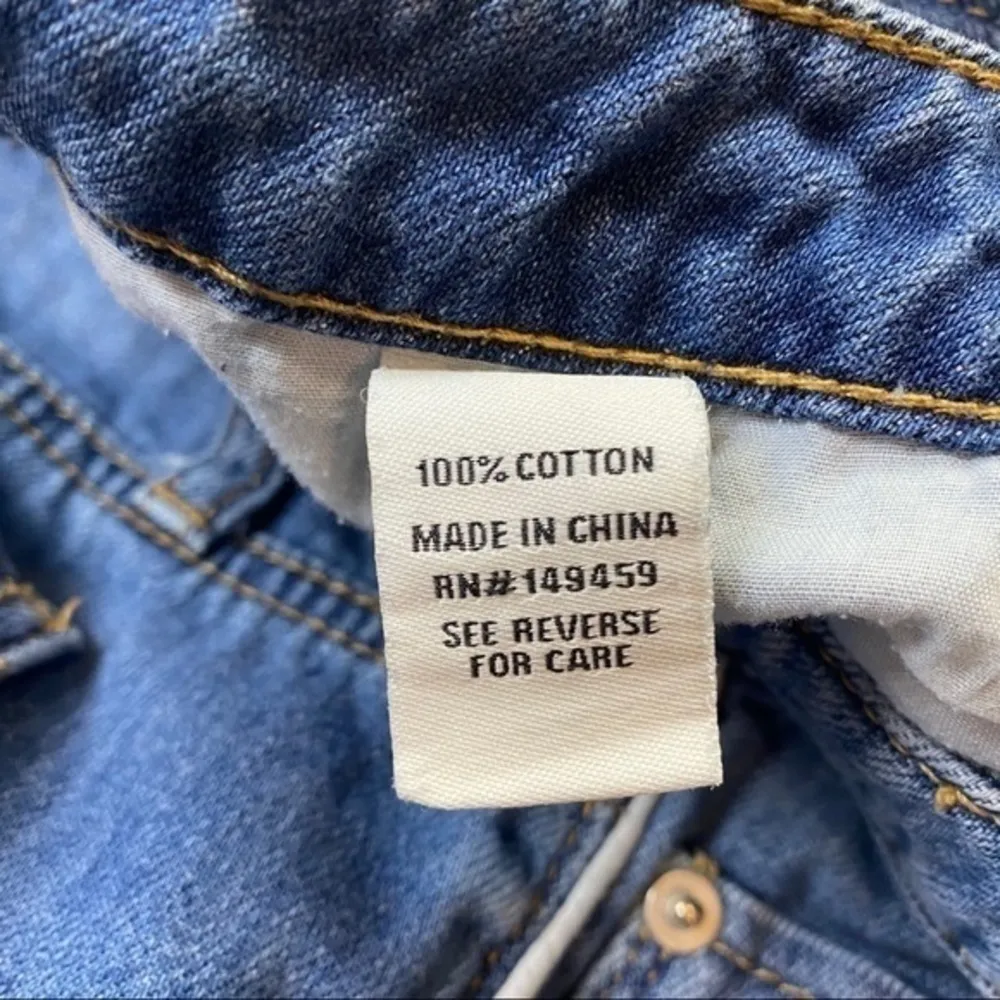 100% COTTON
MADE IN CHINA
RN#149459
SEE REVERSE
FOR CARE